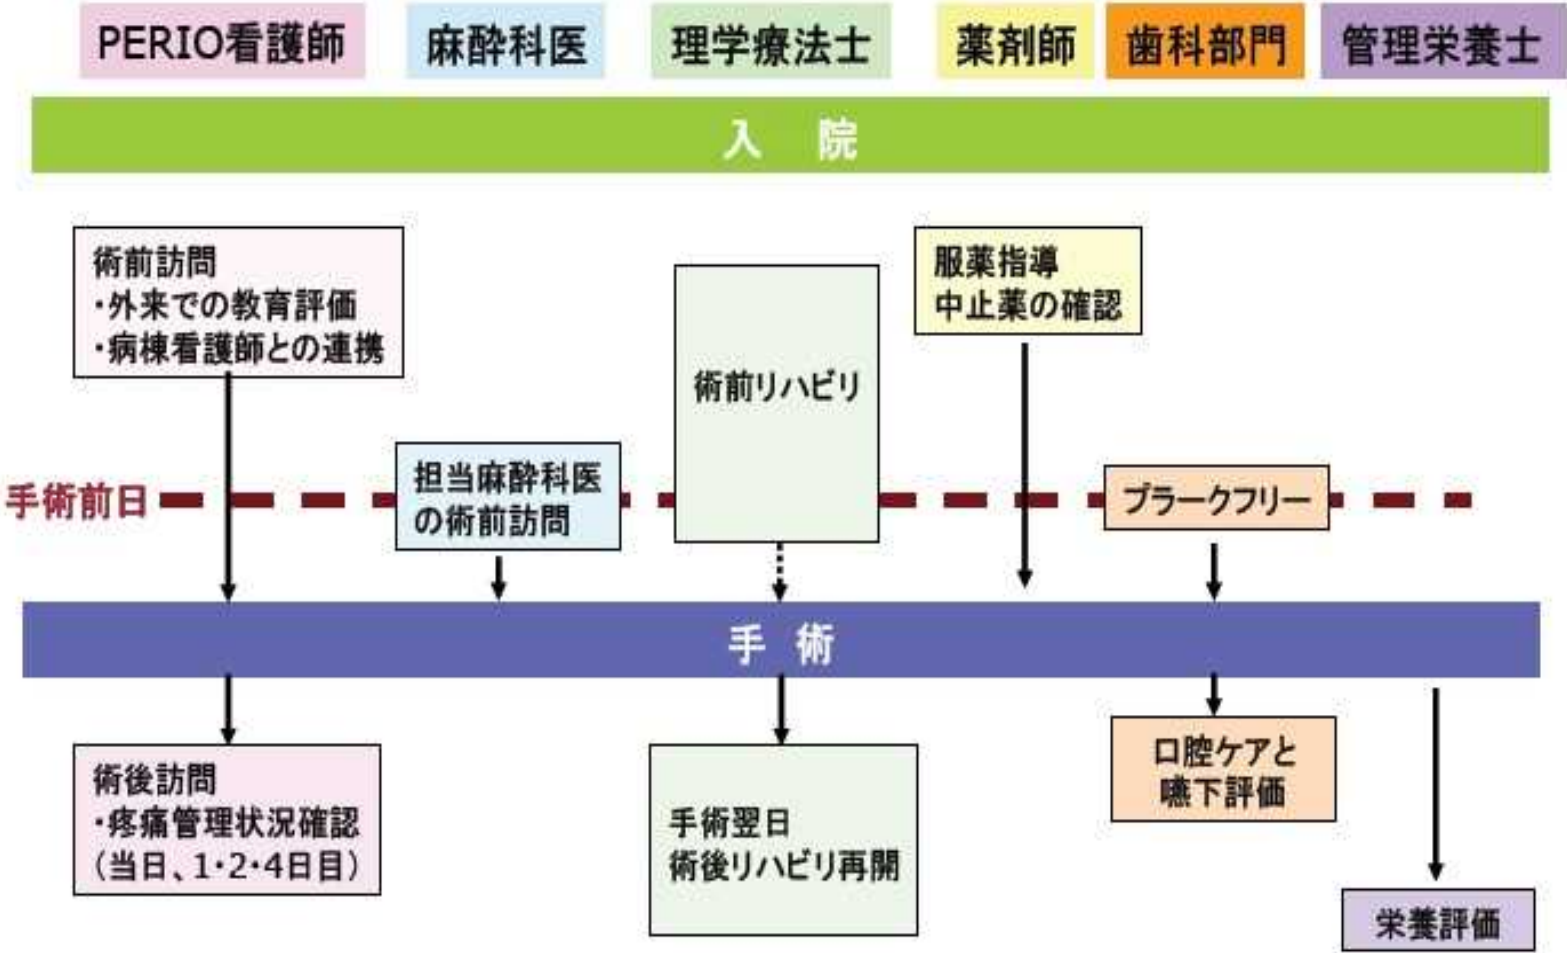 PERIO看護師
麻酔科医
理学療法士
薬剤師
歯科部門
管理栄養士
入 院
術前訪問
・外来での教育評価
・病棟看護師との連携
服薬指導
中止薬の確認
術前リハビリ
担当麻酔科医
の術前訪問
手術前日
プラークフリー
手 術
術後訪問
・疼痛管理状況確認
(当日、1・2・4日目)
手術翌日
術後リハビリ再開
口腔ケアと
嚥下評価
栄養評価